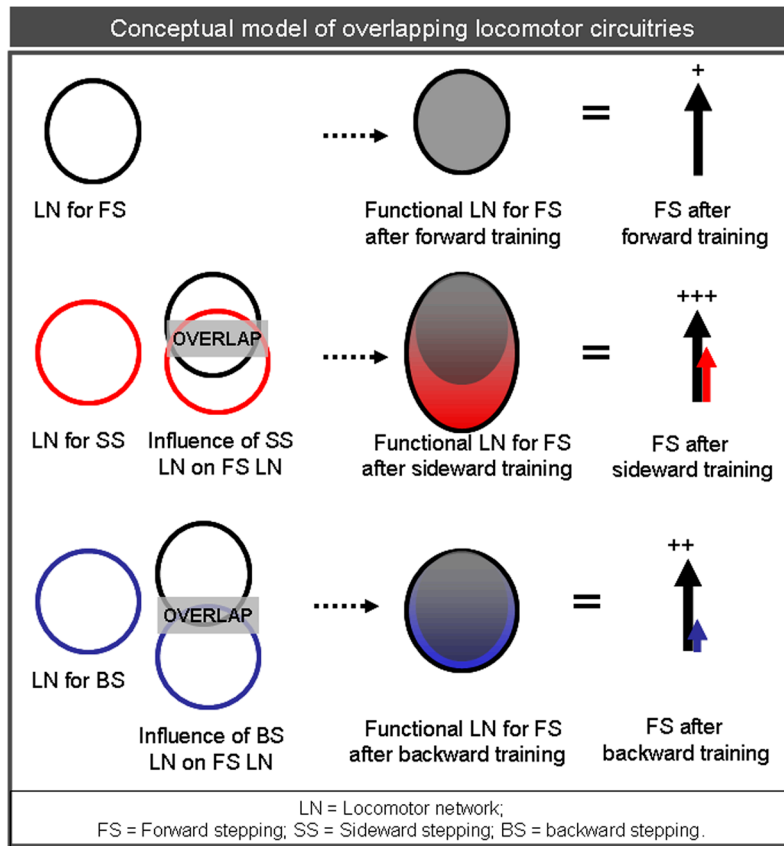 Conceptual model of overlapping locomotor circuitries
LN for FS
Functional LN for FS
after forward training
=
+
FS after
forward training
LN for SS
OVERLAP
Influence of SS
LN on FS LN
Functional LN for FS
after sideward training
=
+++
FS after
sideward training
LN for BS
OVERLAP
Influence of BS
LN on FS LN
Functional LN for FS
after backward training
=
++
FS after
backward training
LN = Locomotor network;
FS = Forward stepping; SS = Sideward stepping; BS = backward stepping.